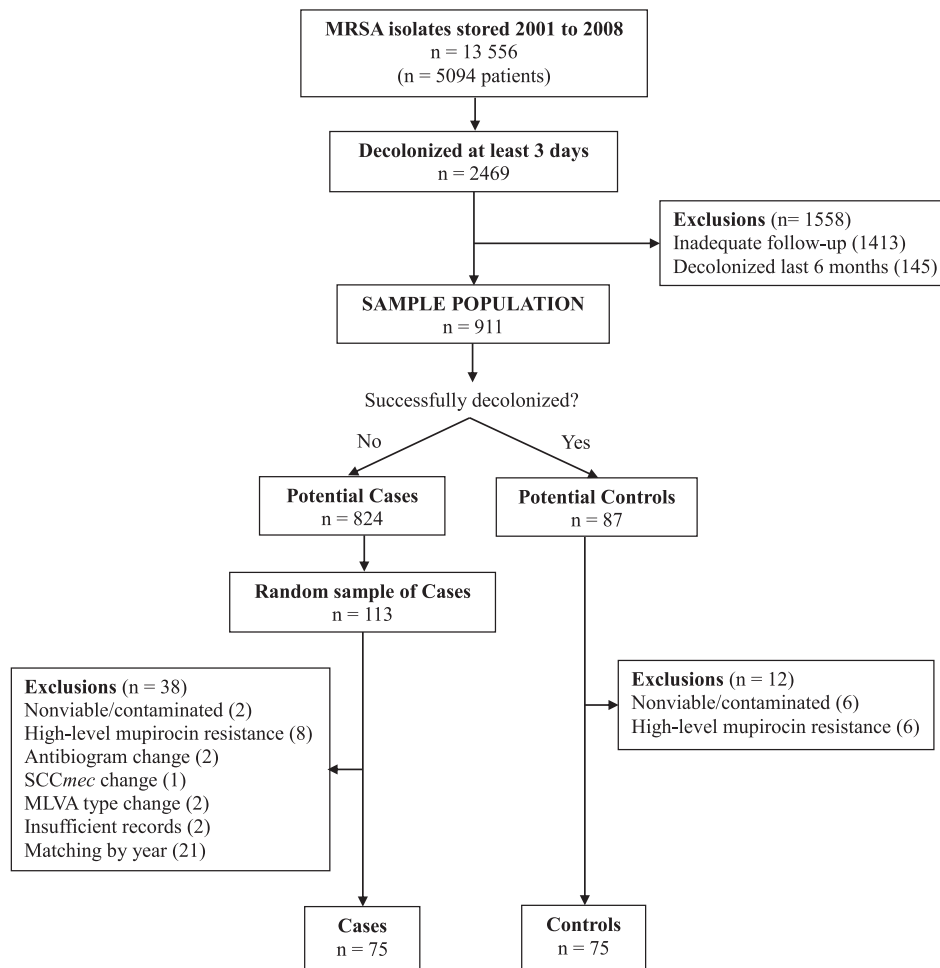 MRSA isolates stored 2001 to 2008
n = 13 556
(n = 5094 patients)
Decolonized at least 3 days
n = 2469
Exclusions (n= 1558)
Inadequate follow-up (1413)
Decolonized last 6 months (145)
SAMPLE POPULATION
n = 911
Successfully decolonized?
No
Yes
Potential Cases
n = 824
Potential Controls
n = 87
Random sample of Cases
n = 113
Exclusions (n = 38)
Nonviable/contaminated (2)
High-level mupirocin resistance (8)
Antibiogram change (2)
SCCmec change (1)
MLVA type change (2)
Insufficient records (2)
Matching by year (21)
Exclusions (n = 12)
Nonviable/contaminated (6)
High-level mupirocin resistance (6)
Cases
n = 75
Controls
n = 75